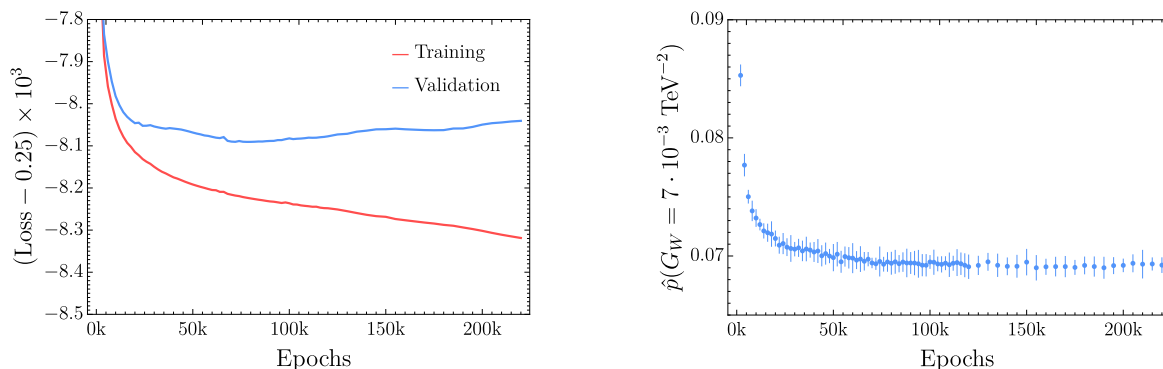 (Loss − 0.25) × 10³
−7.8
−7.9
−8.
−8.1
−8.2
−8.3
−8.4
−8.5
Training
Validation
0k
50k
100k
150k
200k
Epochs
p̂(G_W = 7 · 10⁻³ TeV⁻²)
0.09
0.08
0.07
0k
50k
100k
150k
200k
Epochs